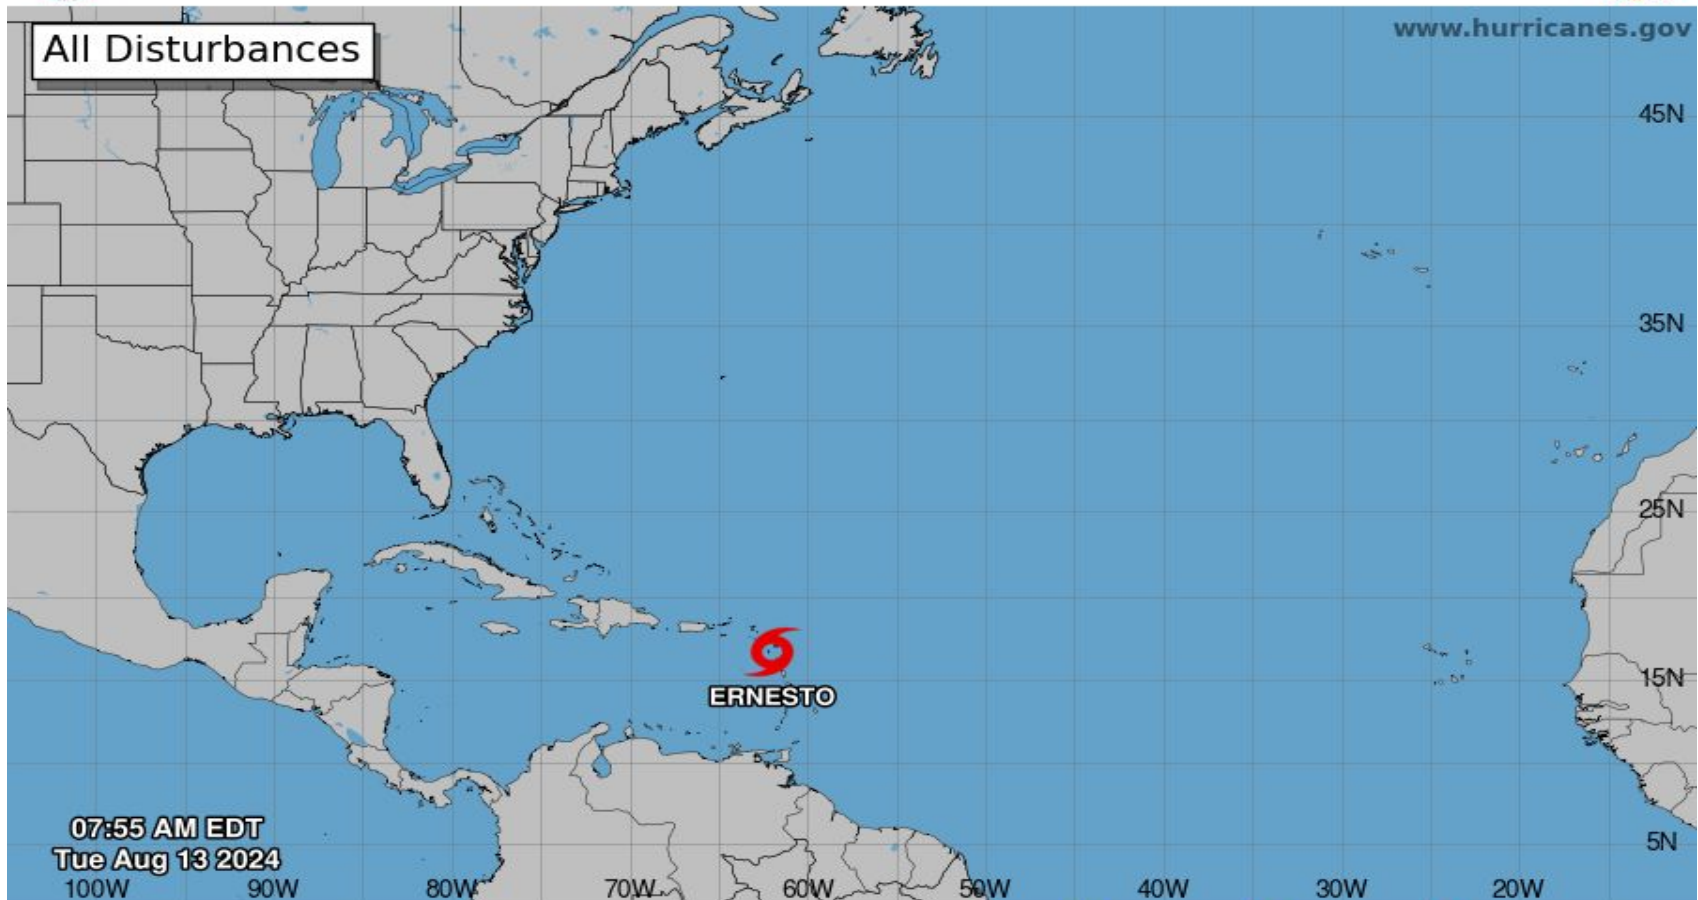 All Disturbances
www.hurricanes.gov
45N
35N
25N
15N
ERNESTO
07:55 AM EDT
Tue Aug 13 2024
5N
100W 90W 80W 70W 60W 50W 40W 30W 20W